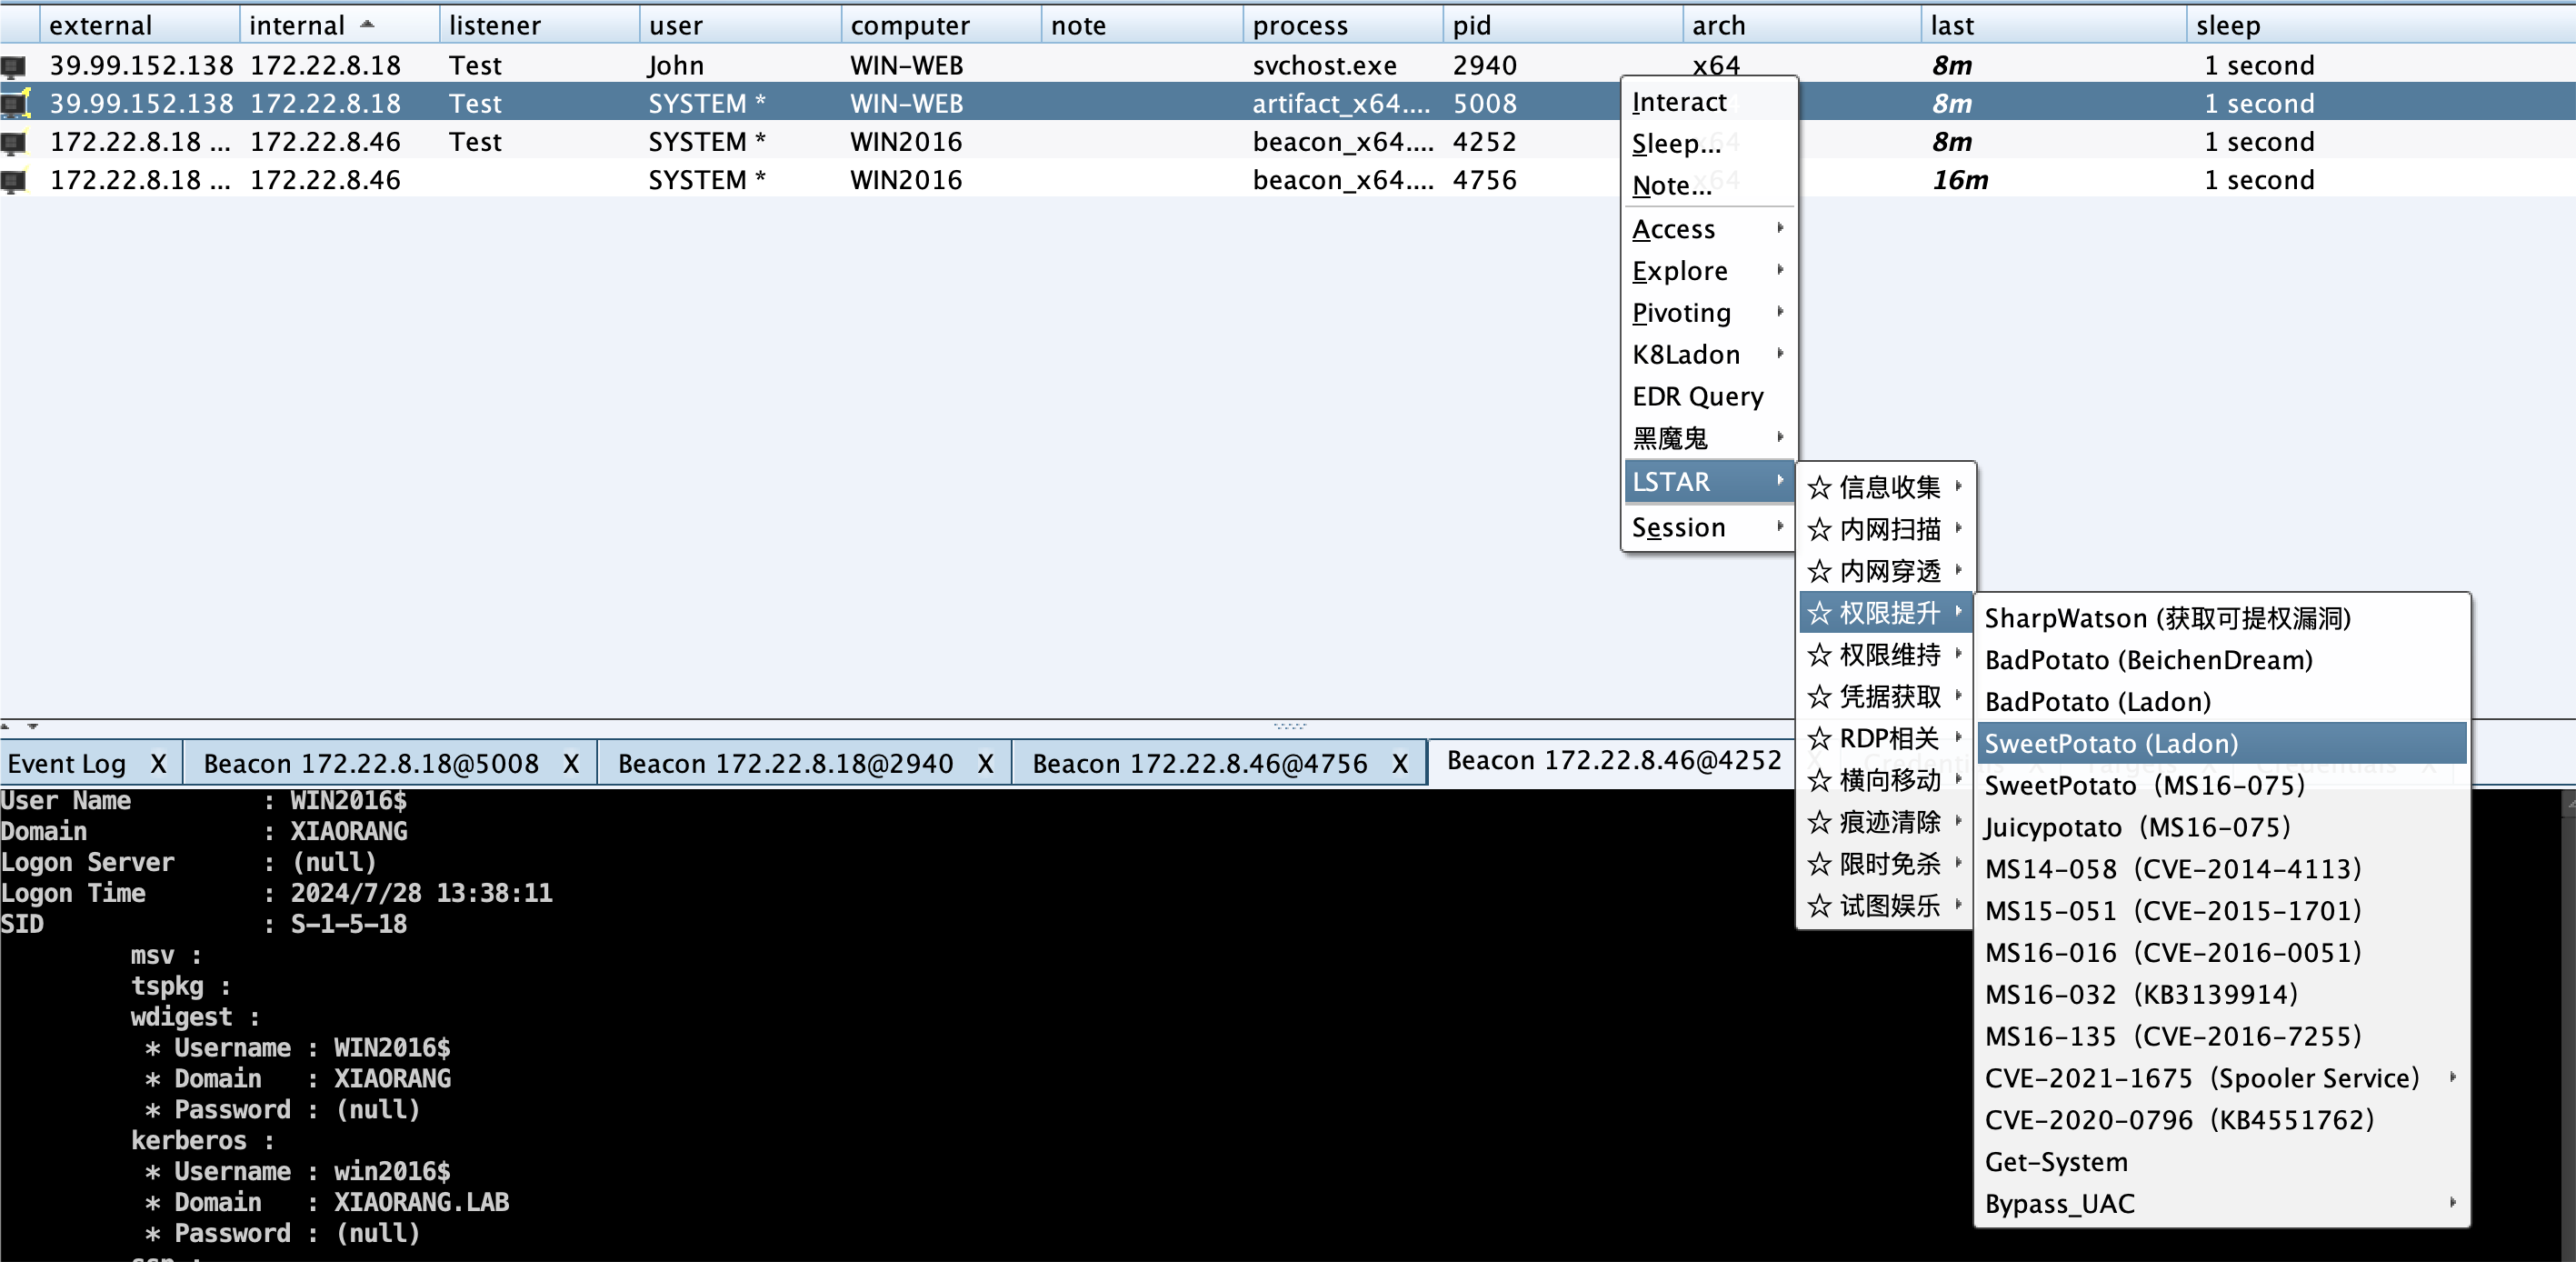 external internal listener user computer note process pid arch last sleep
39.99.152.138 172.22.8.18 Test John WIN-WEB svchost.exe 2940 x64 8m 1 second
39.99.152.138 172.22.8.18 Test SYSTEM * WIN-WEB artifact_x64.... 5008 8m 1 second
172.22.8.18 ... 172.22.8.46 Test SYSTEM * WIN2016 beacon_x64.... 4252 x64 8m 1 second
172.22.8.18 ... 172.22.8.46 SYSTEM * WIN2016 beacon_x64.... 4756 x64 16m 1 second
Interact
Sleep...
Note...
Access
Explore
Pivoting
K8Ladon
EDR Query
黑魔鬼
LSTAR
Session
☆ 信息收集
☆ 内网扫描
☆ 内网穿透
☆ 权限提升
☆ 权限维持
☆ 凭据获取
☆ RDP相关
☆ 横向移动
☆ 痕迹清除
☆ 限时免杀
☆ 试图娱乐
SharpWatson (获取可提权漏洞)
BadPotato (BeichenDream)
BadPotato (Ladon)
SweetPotato (Ladon)
SweetPotato (MS16-075)
Juicypotato (MS16-075)
MS14-058 (CVE-2014-4113)
MS15-051 (CVE-2015-1701)
MS16-016 (CVE-2016-0051)
MS16-032 (KB3139914)
MS16-135 (CVE-2016-7255)
CVE-2021-1675 (Spooler Service)
CVE-2020-0796 (KB4551762)
Get-System
Bypass_UAC
Event Log X Beacon 172.22.8.18@5008 X Beacon 172.22.8.18@2940 X Beacon 172.22.8.46@4756 X Beacon 172.22.8.46@4252 X Credentials X Targets X Credentials X
User Name : WIN2016$
Domain : XIAORANG
Logon Server : (null)
Logon Time : 2024/7/28 13:38:11
SID : S-1-5-18
msv :
tspkg :
wdigest :
* Username : WIN2016$
* Domain : XIAORANG
* Password : (null)
kerberos :
* Username : win2016$
* Domain : XIAORANG.LAB
* Password : (null)